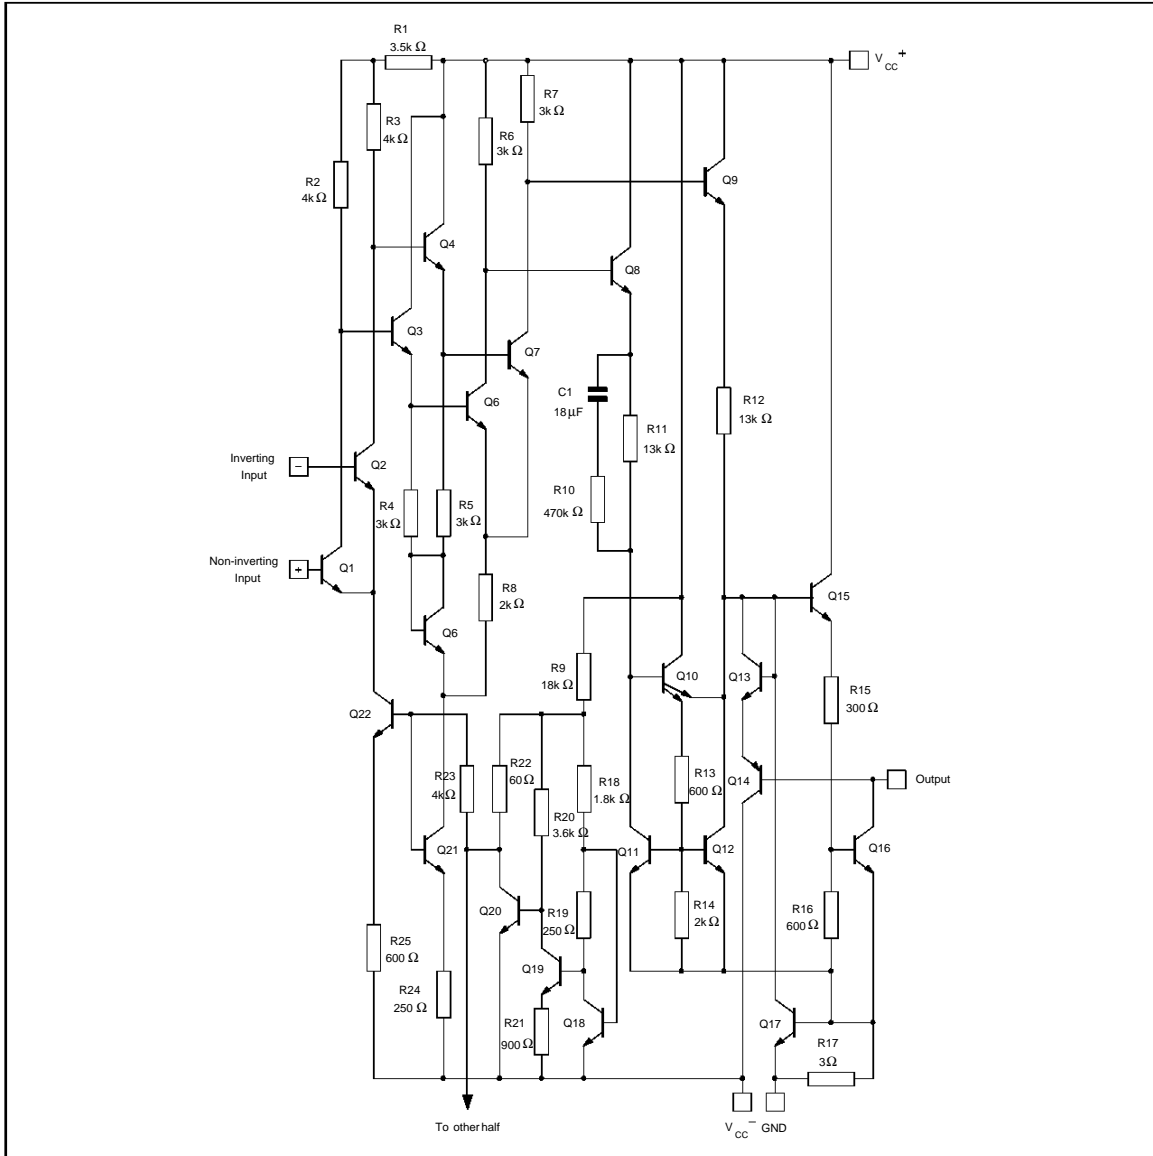 R1
3.5k Ω
V CC +
R7
3k Ω
R3
4k Ω
R6
3k Ω
R2
4k Ω
Q9
Q4
Q8
Q3
Q7
C1
18µF
R12
13k Ω
Q6
R11
13k Ω
Inverting
Input
−
Q2
R4
3k Ω
R5
3k Ω
R10
470k Ω
Non-inverting
Input
+
Q1
R8
2k Ω
Q15
Q6
R9
18k Ω
Q10
Q13
R15
300 Ω
Q22
R23
4kΩ
R22
60 Ω
R18
1.8k Ω
R13
600 Ω
Q14
Output
R20
3.6k Ω
Q21
Q11
Q12
Q16
Q20
R19
250 Ω
R14
2k Ω
R16
600 Ω
R25
600 Ω
Q19
R24
250 Ω
R21
900 Ω
Q18
Q17
R17
3Ω
To other half
V CC − GND